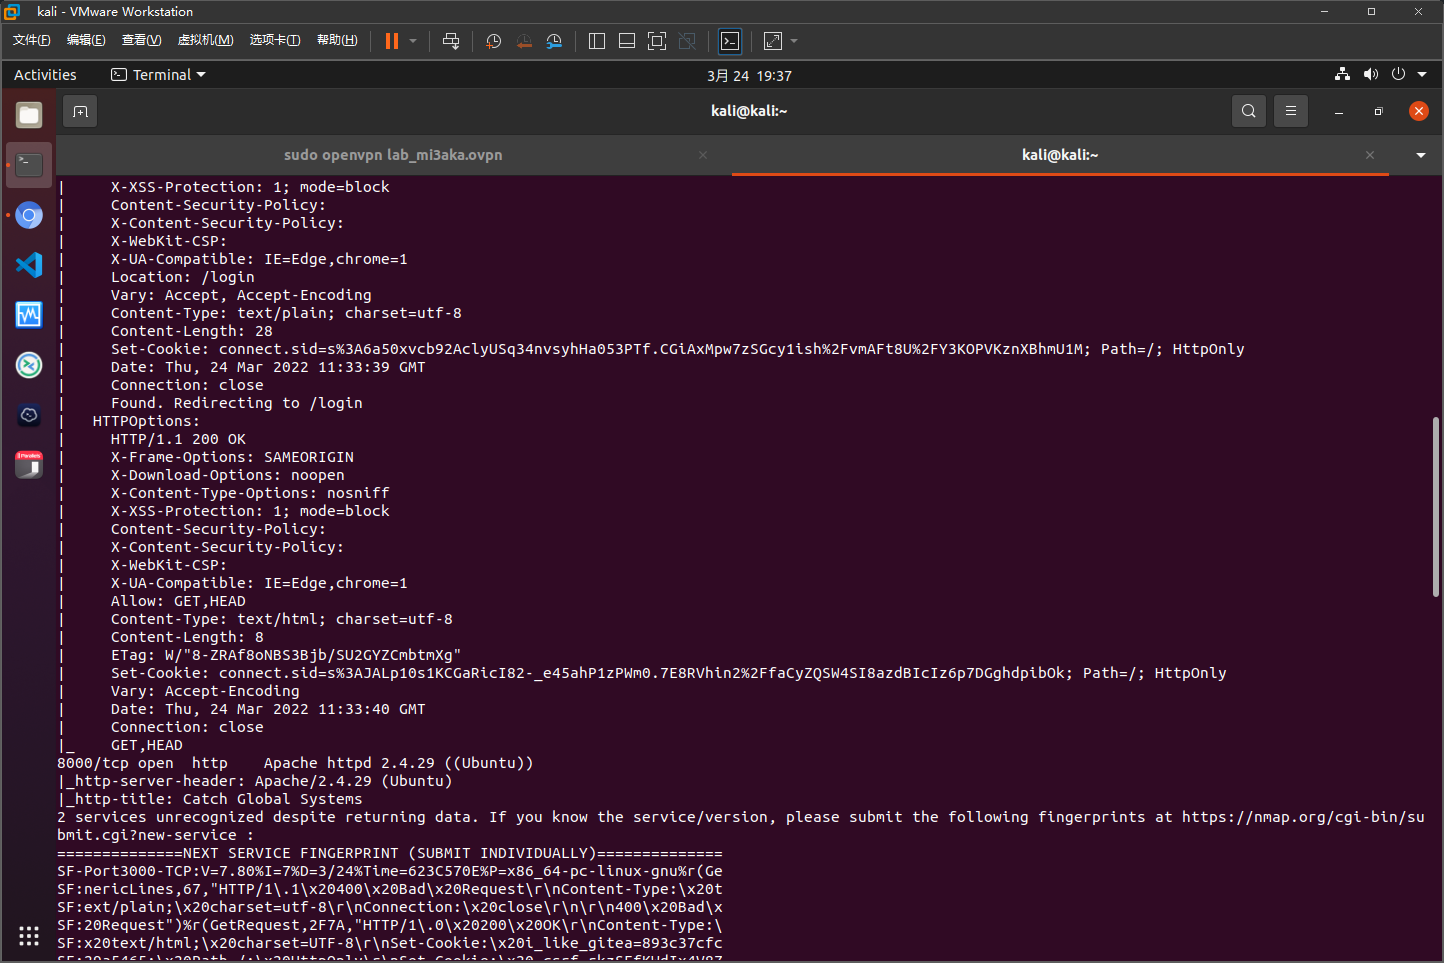 kali - VMware Workstation
文件(F) 编辑(E) 查看(V) 虚拟机(M) 选项卡(T) 帮助(H)
Activities Terminal 3月 24 19:37
kali@kali:~
sudo openvpn lab_mi3aka.ovpn kali@kali:~
| X-XSS-Protection: 1; mode=block
| Content-Security-Policy:
| X-Content-Security-Policy:
| X-WebKit-CSP:
| X-UA-Compatible: IE=Edge,chrome=1
| Location: /login
| Vary: Accept, Accept-Encoding
| Content-Type: text/plain; charset=utf-8
| Content-Length: 28
| Set-Cookie: connect.sid=s%3A6a50xvcb92AclyUSq34nvsyhHa053PTf.CGiAxMpw7zSGcy1ish%2FvmAFt8U%2FY3KOPVKznXBhmU1M; Path=/; HttpOnly
| Date: Thu, 24 Mar 2022 11:33:39 GMT
| Connection: close
| Found. Redirecting to /login
| HTTPOptions:
| HTTP/1.1 200 OK
| X-Frame-Options: SAMEORIGIN
| X-Download-Options: noopen
| X-Content-Type-Options: nosniff
| X-XSS-Protection: 1; mode=block
| Content-Security-Policy:
| X-Content-Security-Policy:
| X-WebKit-CSP:
| X-UA-Compatible: IE=Edge,chrome=1
| Allow: GET,HEAD
| Content-Type: text/html; charset=utf-8
| Content-Length: 8
| ETag: W/"8-ZRAf8oNBS3Bjb/SU2GYZCmbtmXg"
| Set-Cookie: connect.sid=s%3AJALp10s1KCGaRicI82-_e45ahP1zPWm0.7E8RVhin2%2FfaCyZQSW4SI8azdBIcIz6p7DGghdpibOk; Path=/; HttpOnly
| Vary: Accept-Encoding
| Date: Thu, 24 Mar 2022 11:33:40 GMT
| Connection: close
|_ GET,HEAD
8000/tcp open http Apache httpd 2.4.29 ((Ubuntu))
|_http-server-header: Apache/2.4.29 (Ubuntu)
|_http-title: Catch Global Systems
2 services unrecognized despite returning data. If you know the service/version, please submit the following fingerprints at https://nmap.org/cgi-bin/su
bmit.cgi?new-service :
==============NEXT SERVICE FINGERPRINT (SUBMIT INDIVIDUALLY)==============
SF-Port3000-TCP:V=7.80%I=7%D=3/24%Time=623C570E%P=x86_64-pc-linux-gnu%r(Ge
SF:nericLines,67,"HTTP/1\.1\x20400\x20Bad\x20Request\r\nContent-Type:\x20t
SF:ext/plain;\x20charset=utf-8\r\nConnection:\x20close\r\n\r\n400\x20Bad\x
SF:20Request")%r(GetRequest,2F7A,"HTTP/1\.0\x20200\x20OK\r\nContent-Type:\
SF:x20text/html;\x20charset=UTF-8\r\nSet-Cookie:\x20i_like_gitea=893c37cfc